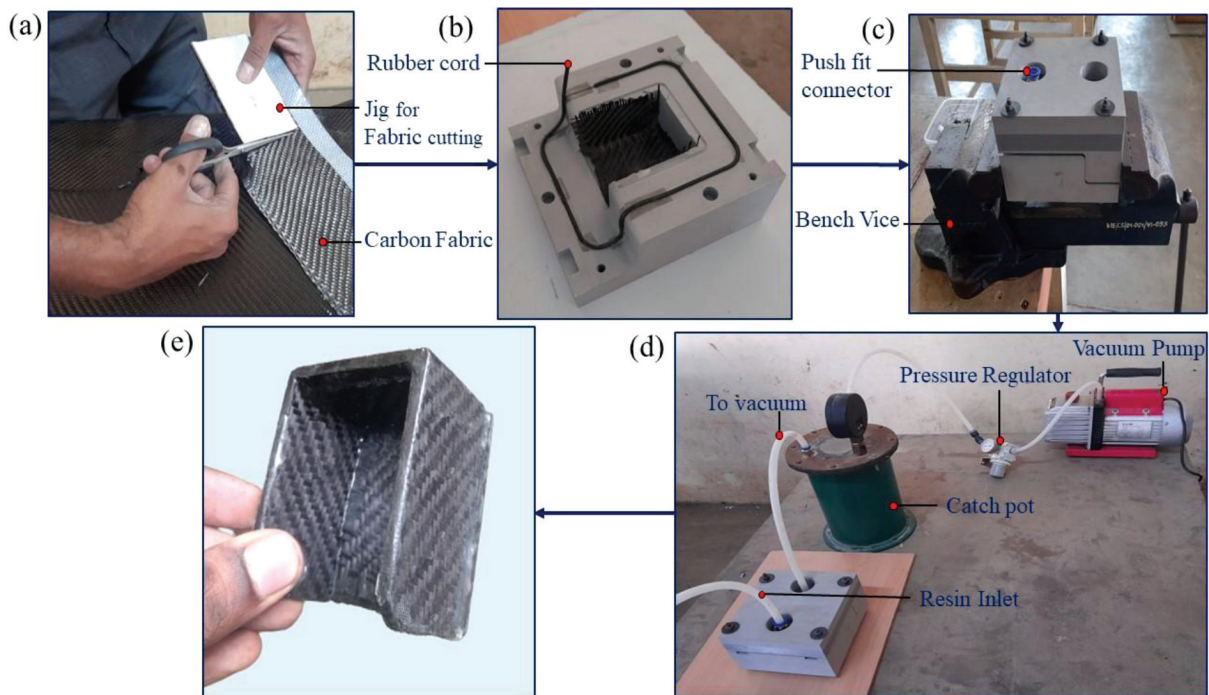 (a)
Jig for
Fabric cutting
Carbon Fabric
(b)
Rubber cord
(c)
Push fit
connector
Bench Vice
(d)
To vacuum
Pressure Regulator
Vacuum Pump
Catch pot
Resin Inlet
(e)